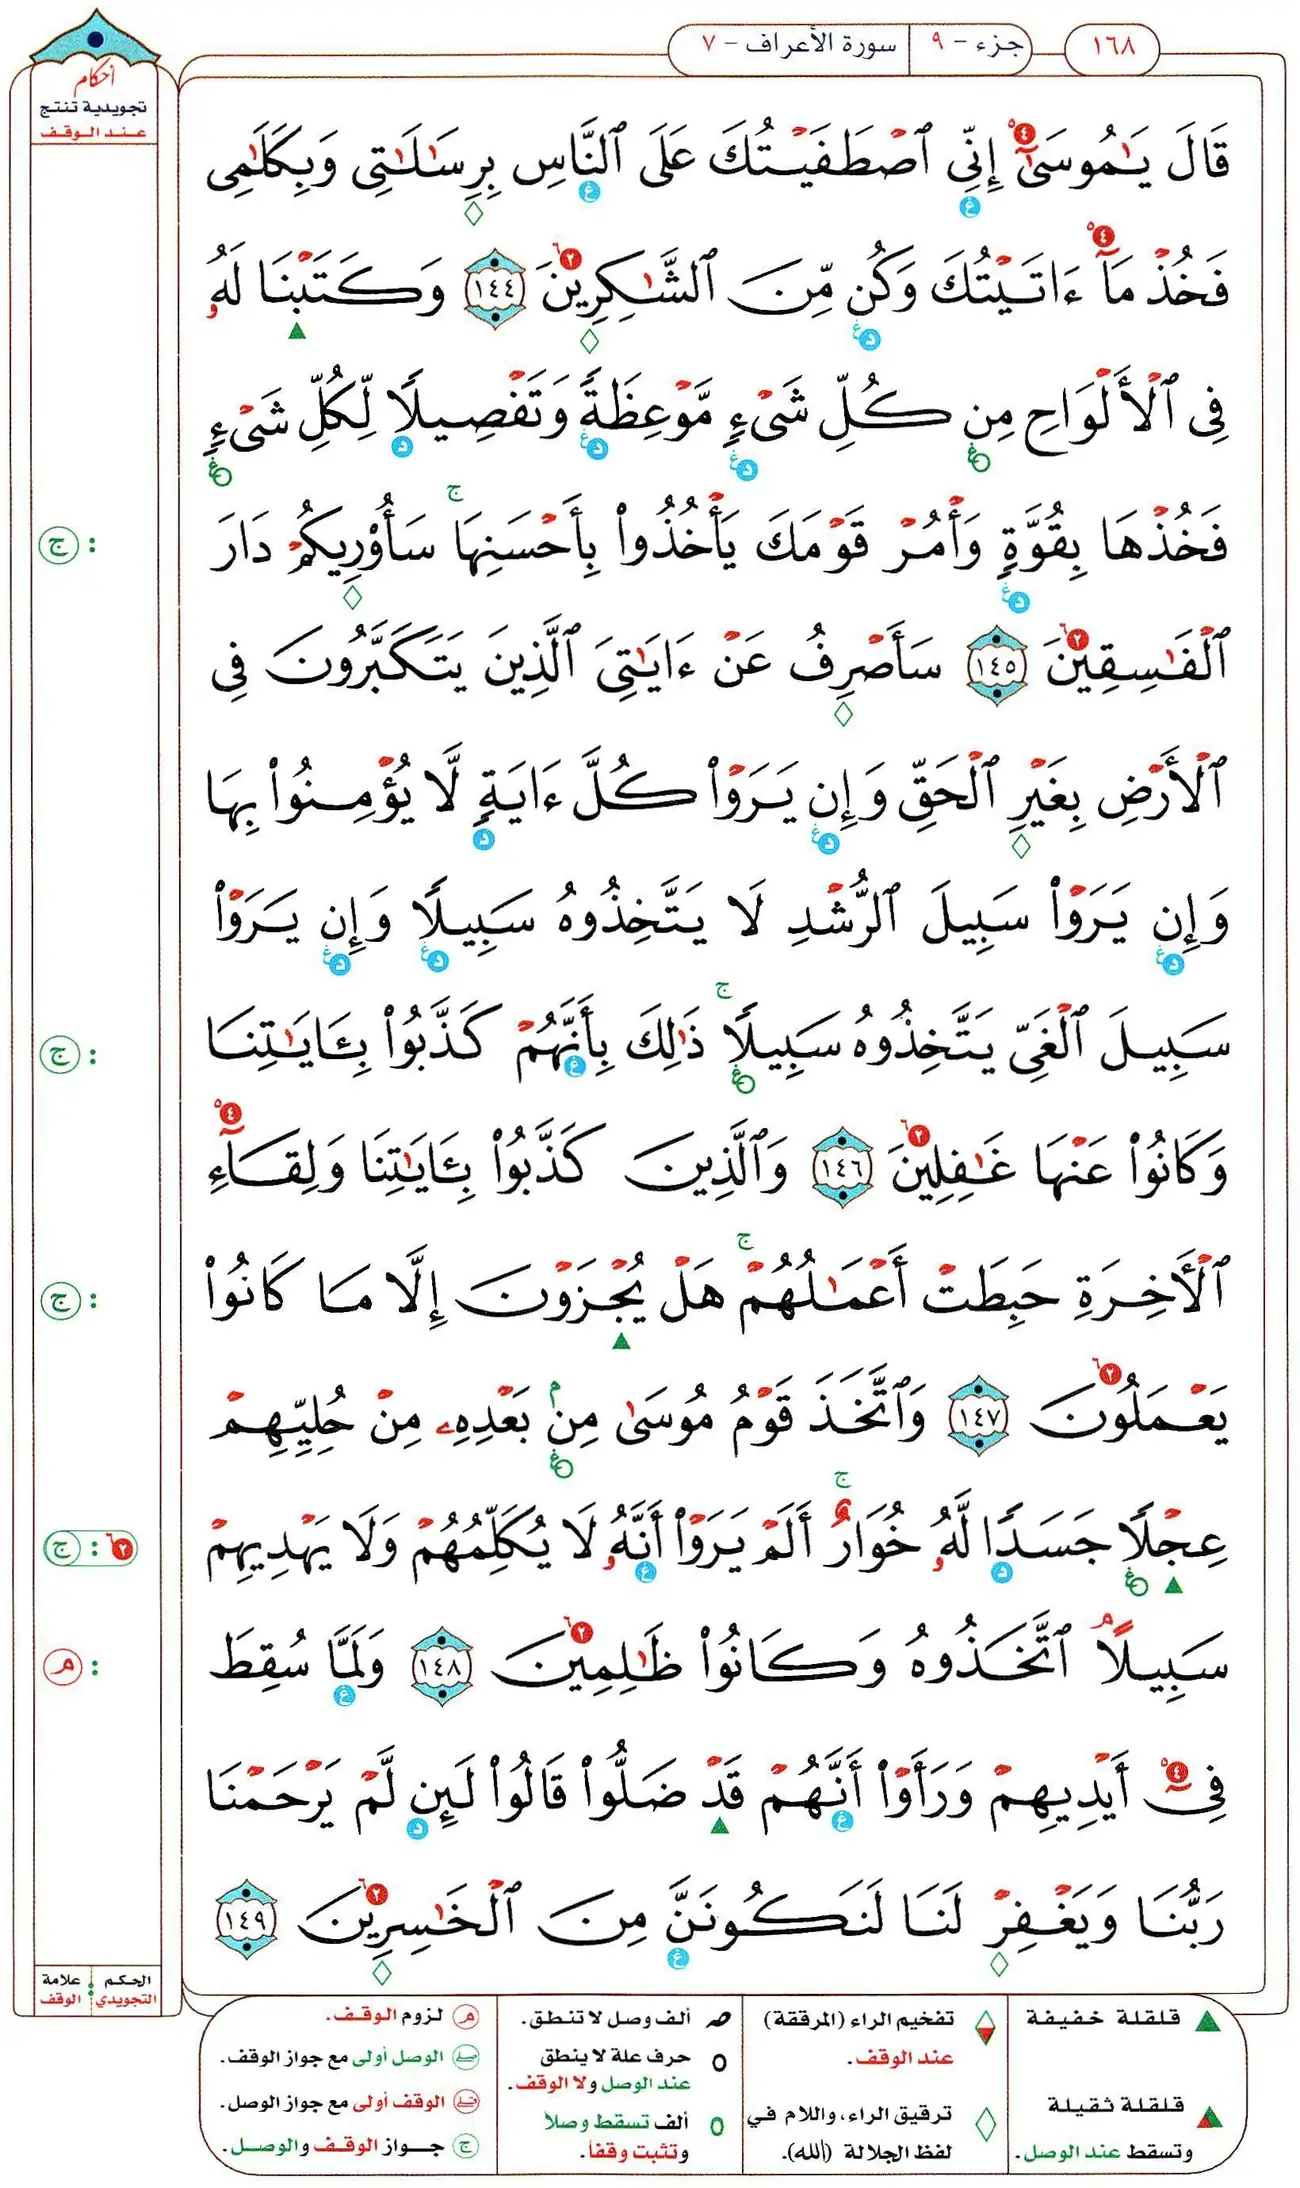 ١٦٨
جزء - ٩
سورة الأعراف - ٧
أحكام
تجويدية تنتج
عند الوقف
قَالَ يَـٰمُوسَىٰٓ إِنِّى ٱصْطَفَيْتُكَ عَلَى ٱلنَّاسِ بِرِسَـٰلَـٰتِى وَبِكَلَـٰمِى
فَخُذْ مَآ ءَاتَيْتُكَ وَكُن مِّنَ ٱلشَّـٰكِرِينَ ١٤٤ وَكَتَبْنَا لَهُۥ
فِى ٱلْأَلْوَاحِ مِن كُلِّ شَىْءٍ مَّوْعِظَةً وَتَفْصِيلًا لِّكُلِّ شَىْءٍ
فَخُذْهَا بِقُوَّةٍ وَأْمُرْ قَوْمَكَ يَأْخُذُوا۟ بِأَحْسَنِهَا ۚ سَأُو۟رِيكُمْ دَارَ
ج :
ٱلْفَـٰسِقِينَ ١٤٥ سَأَصْرِفُ عَنْ ءَايَـٰتِىَ ٱلَّذِينَ يَتَكَبَّرُونَ فِى
ٱلْأَرْضِ بِغَيْرِ ٱلْحَقِّ وَإِن يَرَوْا۟ كُلَّ ءَايَةٍ لَّا يُؤْمِنُوا۟ بِهَا
وَإِن يَرَوْا۟ سَبِيلَ ٱلرُّشْدِ لَا يَتَّخِذُوهُ سَبِيلًا وَإِن يَرَوْا۟
سَبِيلَ ٱلْغَىِّ يَتَّخِذُوهُ سَبِيلًا ۚ ذَٰلِكَ بِأَنَّهُمْ كَذَّبُوا۟ بِـَٔايَـٰتِنَا
ج :
وَكَانُوا۟ عَنْهَا غَـٰفِلِينَ ١٤٦ وَٱلَّذِينَ كَذَّبُوا۟ بِـَٔايَـٰتِنَا وَلِقَآءِ
ٱلْأَخِرَةِ حَبِطَتْ أَعْمَـٰلُهُمْ ۚ هَلْ يُجْزَوْنَ إِلَّا مَا كَانُوا۟
ج :
يَعْمَلُونَ ١٤٧ وَٱتَّخَذَ قَوْمُ مُوسَىٰ مِنۢ بَعْدِهِۦ مِنْ حُلِيِّهِمْ
عِجْلًا جَسَدًا لَّهُۥ خُوَارٌ ۚ أَلَمْ يَرَوْا۟ أَنَّهُۥ لَا يُكَلِّمُهُمْ وَلَا يَهْدِيهِمْ
٦٢ : ج
سَبِيلًا ۘ ٱتَّخَذُوهُ وَكَانُوا۟ ظَـٰلِمِينَ ١٤٨ وَلَمَّا سُقِطَ
م :
فِىٓ أَيْدِيهِمْ وَرَأَوْا۟ أَنَّهُمْ قَدْ ضَلُّوا۟ قَالُوا۟ لَئِن لَّمْ يَرْحَمْنَا
رَبُّنَا وَيَغْفِرْ لَنَا لَنَكُونَنَّ مِنَ ٱلْخَـٰسِرِينَ ١٤٩
الحكم : علامة
التجويدي : الوقف
قلقلة خفيفة
قلقلة ثقيلة
وتسقط عند الوصل.
تفخيم الراء (المرققة)
عند الوقف.
ترقيق الراء، واللام في
لفظ الجلالة (الله).
ألف وصل لا تنطق.
حرف علة لا ينطق
عند الوصل ولا الوقف.
ألف تسقط وصلاً
وتثبت وقفاً.
م لزوم الوقف.
صلى الوصل أولى مع جواز الوقف.
قلى الوقف أولى مع جواز الوصل.
ج جواز الوقف والوصل.